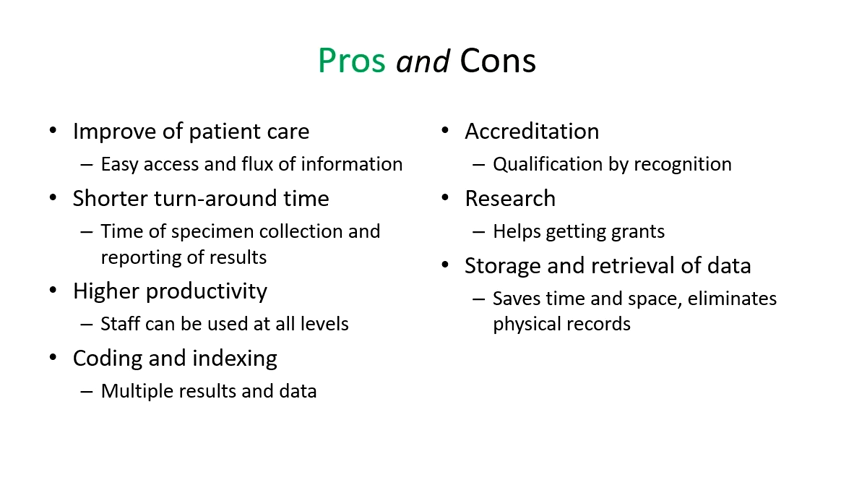 Pros and Cons
• Improve of patient care
– Easy access and flux of information
• Shorter turn-around time
– Time of specimen collection and
reporting of results
• Higher productivity
– Staff can be used at all levels
• Coding and indexing
– Multiple results and data
• Accreditation
– Qualification by recognition
• Research
– Helps getting grants
• Storage and retrieval of data
– Saves time and space, eliminates
physical records